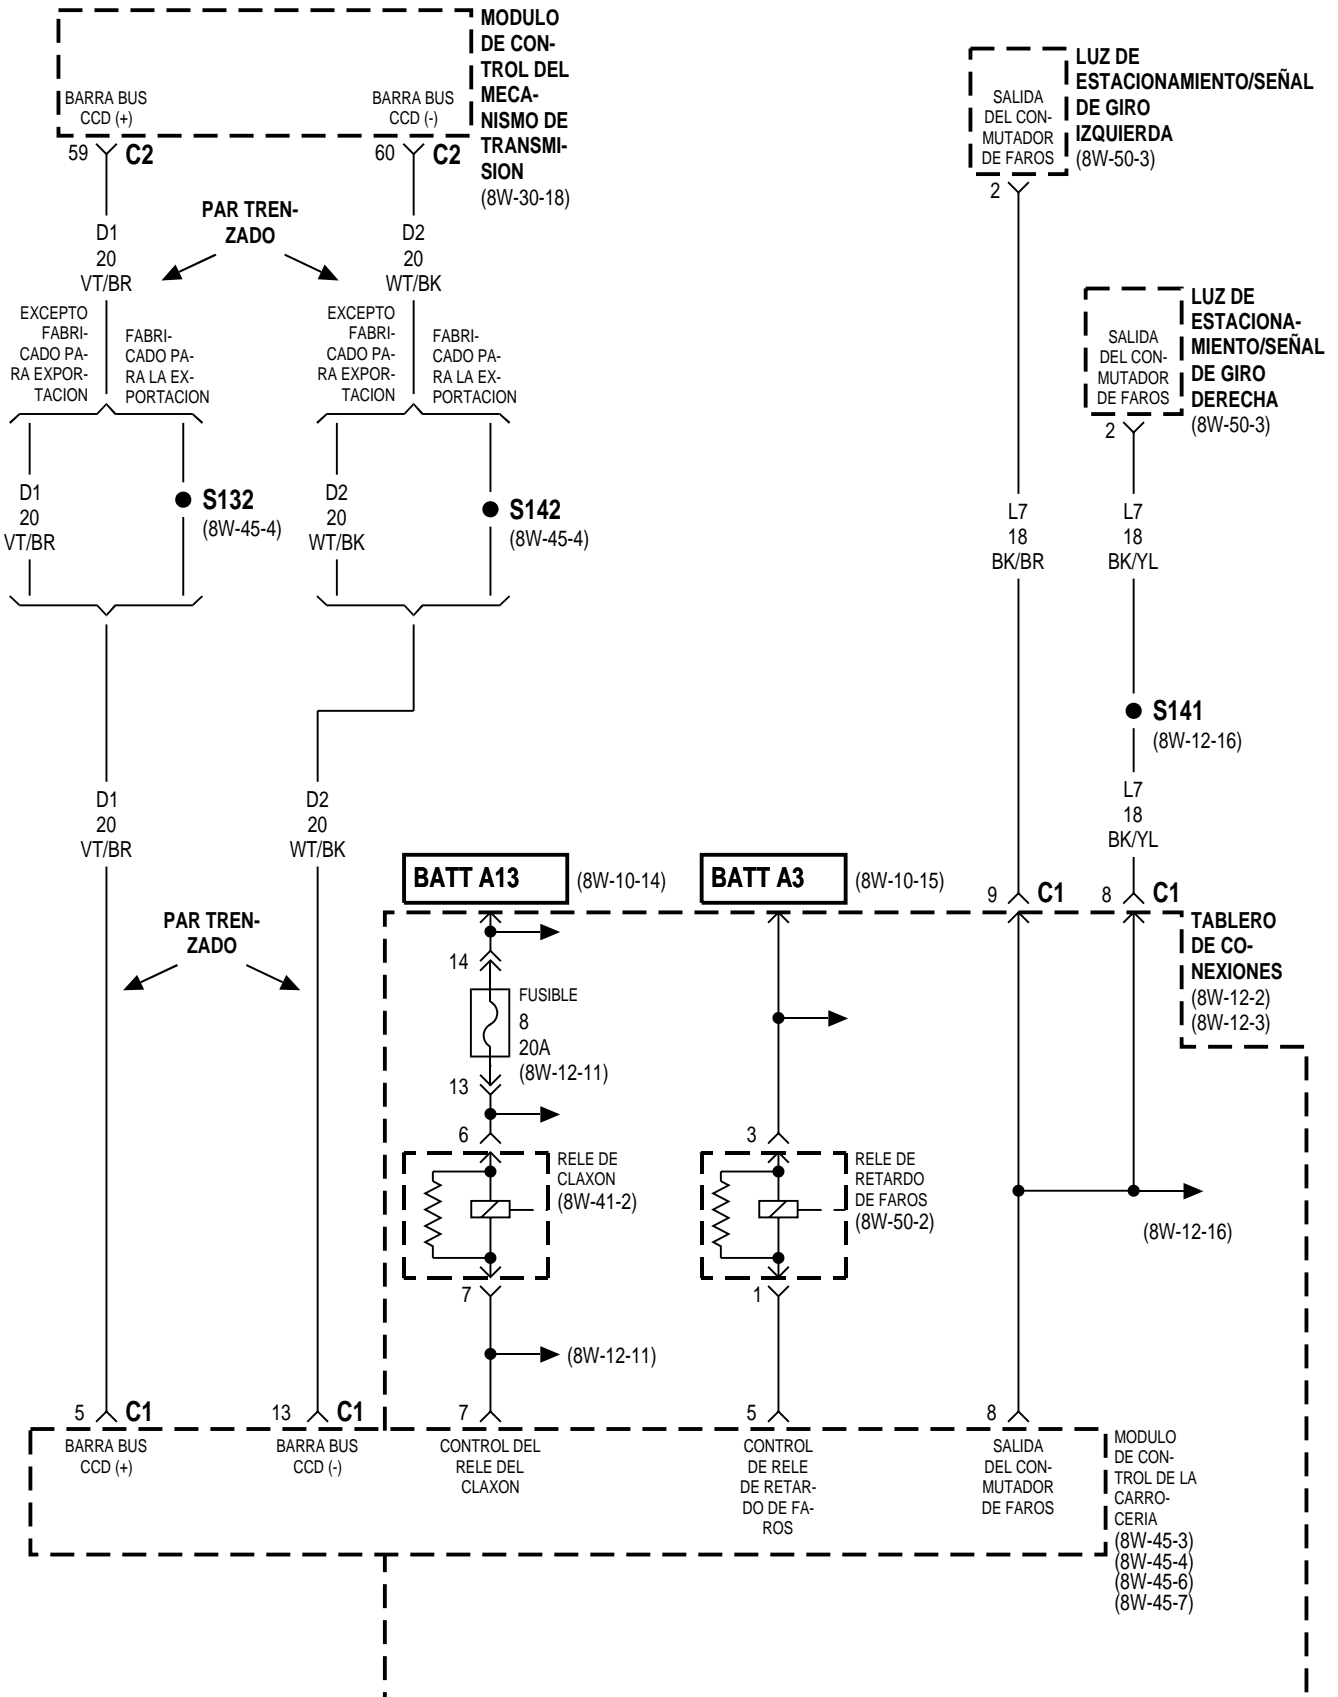 MODULO
DE CON-
TROL DEL
MECA-
NISMO DE
TRANSMI-
SION
(8W-30-18)
BARRA BUS
CCD (+)
BARRA BUS
CCD (-)
59
C2
60
C2
PAR TREN-
ZADO
D1
20
VT/BR
D2
20
WT/BK
EXCEPTO
FABRI-
CADO PA-
RA EXPOR-
TACION
FABRI-
CADO PA-
RA LA EX-
PORTACION
EXCEPTO
FABRI-
CADO PA-
RA EXPOR-
TACION
FABRI-
CADO PA-
RA LA EX-
PORTACION
D1
20
VT/BR
S132
(8W-45-4)
D2
20
WT/BK
S142
(8W-45-4)
LUZ DE
ESTACIONAMIENTO/SEÑAL
DE GIRO
IZQUIERDA
(8W-50-3)
SALIDA
DEL CON-
MUTADOR
DE FAROS
2
LUZ DE
ESTACIONA-
MIENTO/SEÑAL
DE GIRO
DERECHA
(8W-50-3)
SALIDA
DEL CON-
MUTADOR
DE FAROS
2
L7
18
BK/BR
L7
18
BK/YL
S141
(8W-12-16)
L7
18
BK/YL
D1
20
VT/BR
D2
20
WT/BK
PAR TREN-
ZADO
BATT A13
(8W-10-14)
BATT A3
(8W-10-15)
9
C1
8
C1
TABLERO
DE CO-
NEXIONES
(8W-12-2)
(8W-12-3)
14
FUSIBLE
8
20A
(8W-12-11)
13
6
RELE DE
CLAXON
(8W-41-2)
7
3
RELE DE
RETARDO
DE FAROS
(8W-50-2)
1
(8W-12-16)
(8W-12-11)
5
C1
13
C1
7
5
8
BARRA BUS
CCD (+)
BARRA BUS
CCD (-)
CONTROL DEL
RELE DEL
CLAXON
CONTROL
DE RELE
DE RETAR-
DO DE FA-
ROS
SALIDA
DEL CON-
MUTADOR
DE FAROS
MODULO
DE CON-
TROL DE LA
CARRO-
CERIA
(8W-45-3)
(8W-45-4)
(8W-45-6)
(8W-45-7)